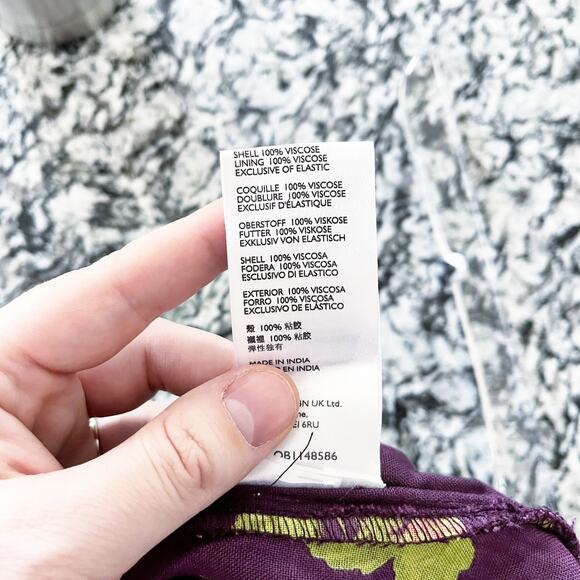 SHELL 100% VISCOSE
LINING 100% VISCOSE
EXCLUSIVE OF ELASTIC
COQUILLE 100% VISCOSE
DOUBLURE 100% VISCOSE
EXCLUSIF D'ÉLASTIQUE
OBERSTOFF 100% VISKOSE
FUTTER 100% VISKOSE
EXKLUSIV VON ELASTISCH
SHELL 100% VISCOSA
FODERA 100% VISCOSA
ESCLUSIVO DI ELASTICO
EXTERIOR 100% VISCOSA
FORRO 100% VISCOSA
EXCLUSIVO DE ELÁSTICO
殼 100% 粘胶
襯裡 100% 粘胶
弹性独有
MADE IN INDIA
EN INDIA
UK Ltd.
6RU
OB1148586